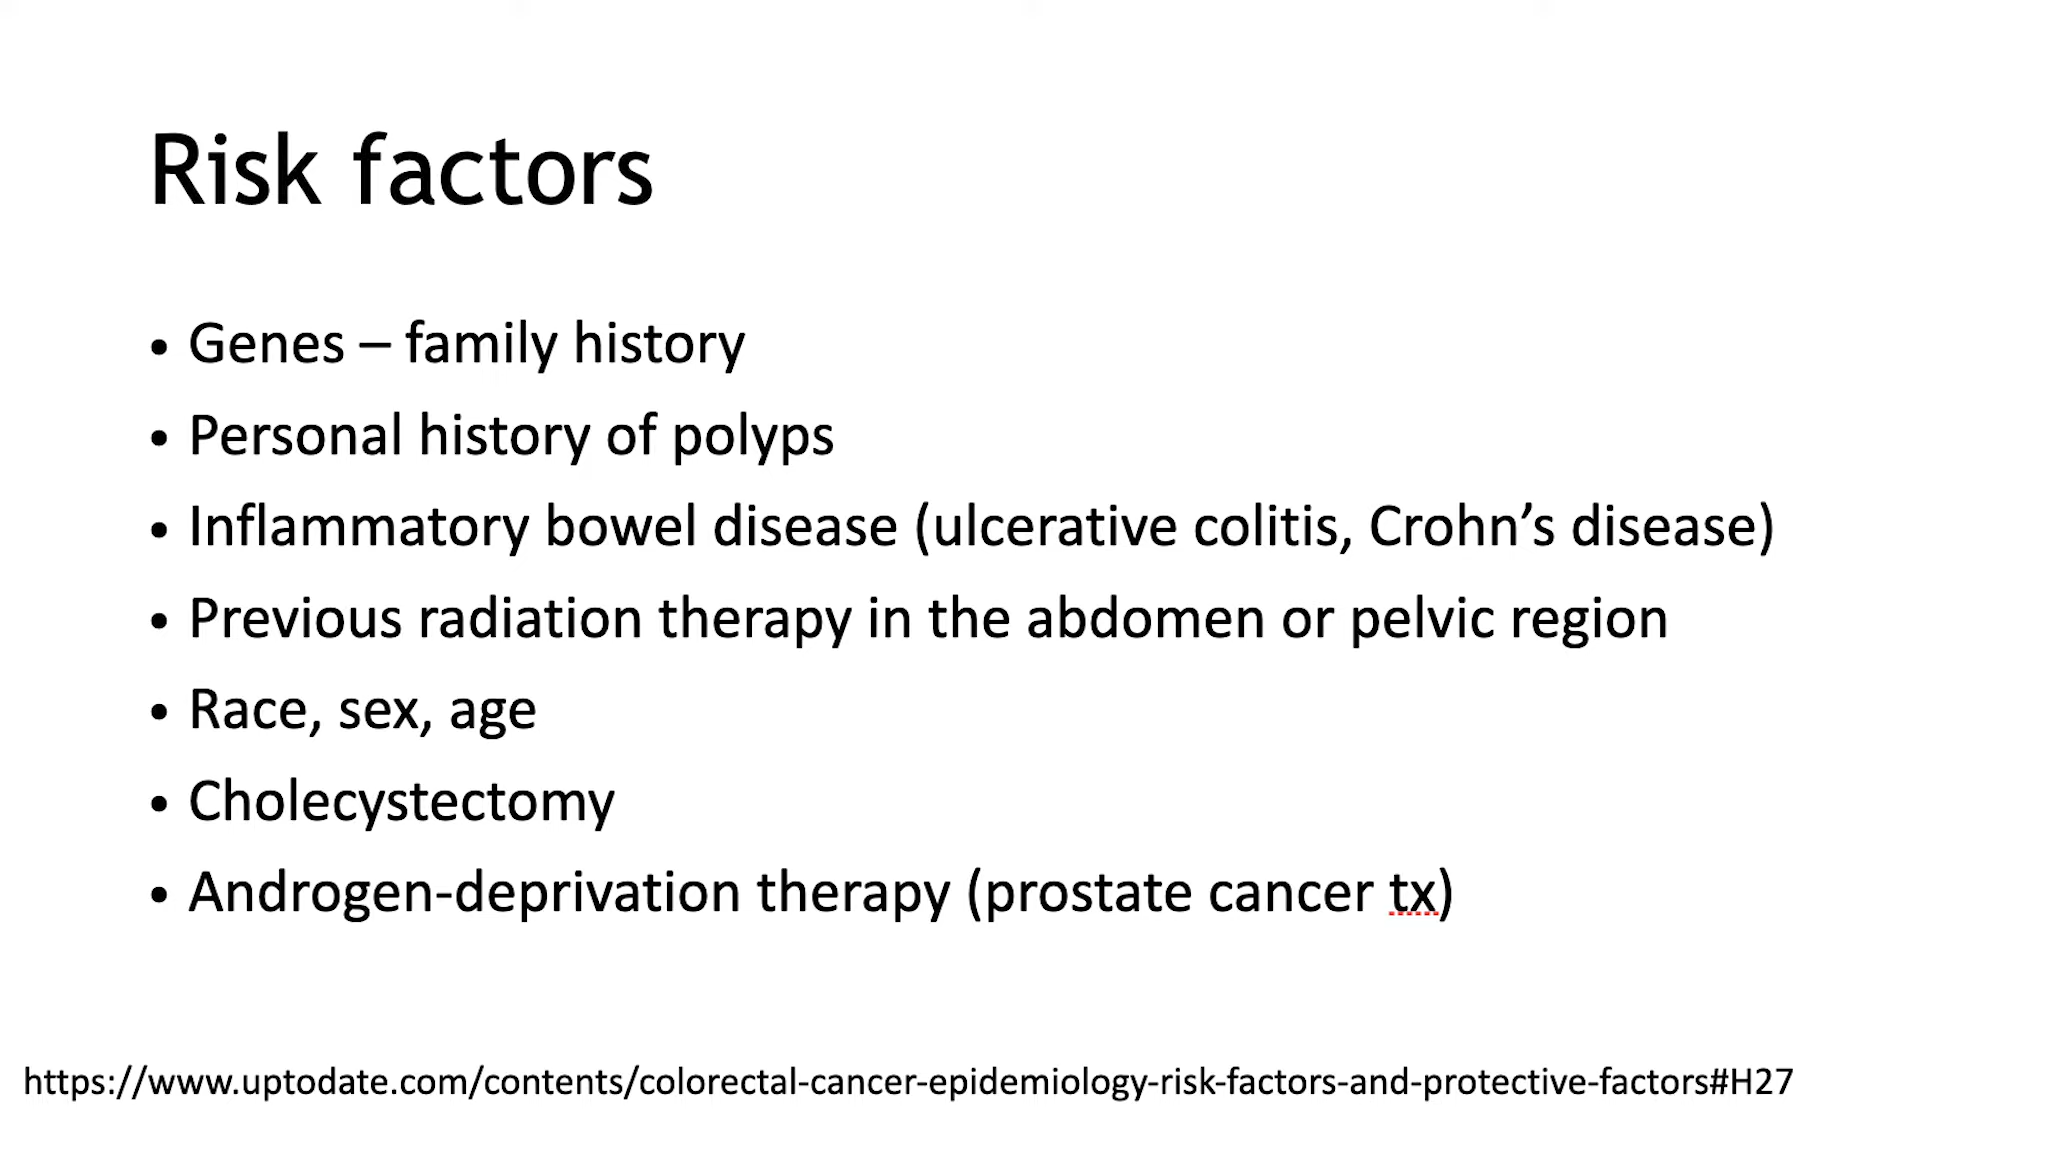 Risk factors
• Genes – family history
• Personal history of polyps
• Inflammatory bowel disease (ulcerative colitis, Crohn’s disease)
• Previous radiation therapy in the abdomen or pelvic region
• Race, sex, age
• Cholecystectomy
• Androgen-deprivation therapy (prostate cancer tx)
https://www.uptodate.com/contents/colorectal-cancer-epidemiology-risk-factors-and-protective-factors#H27